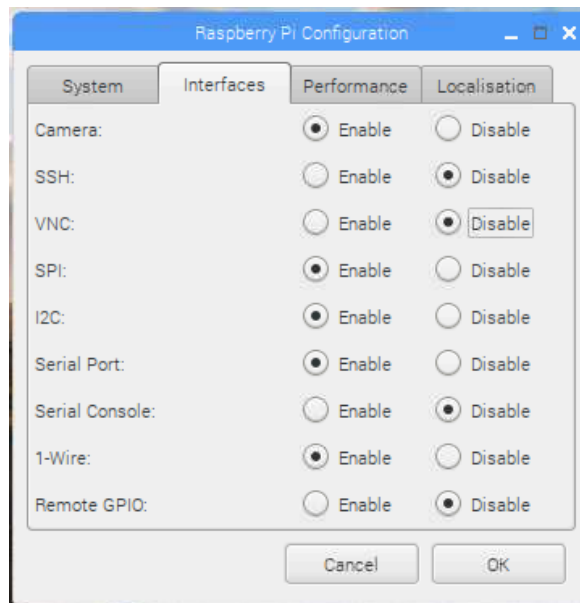 Raspberry Pi Configuration
System Interfaces Performance Localisation
Camera: Enable Disable
SSH: Enable Disable
VNC: Enable Disable
SPI: Enable Disable
I2C: Enable Disable
Serial Port: Enable Disable
Serial Console: Enable Disable
1-Wire: Enable Disable
Remote GPIO: Enable Disable
Cancel OK